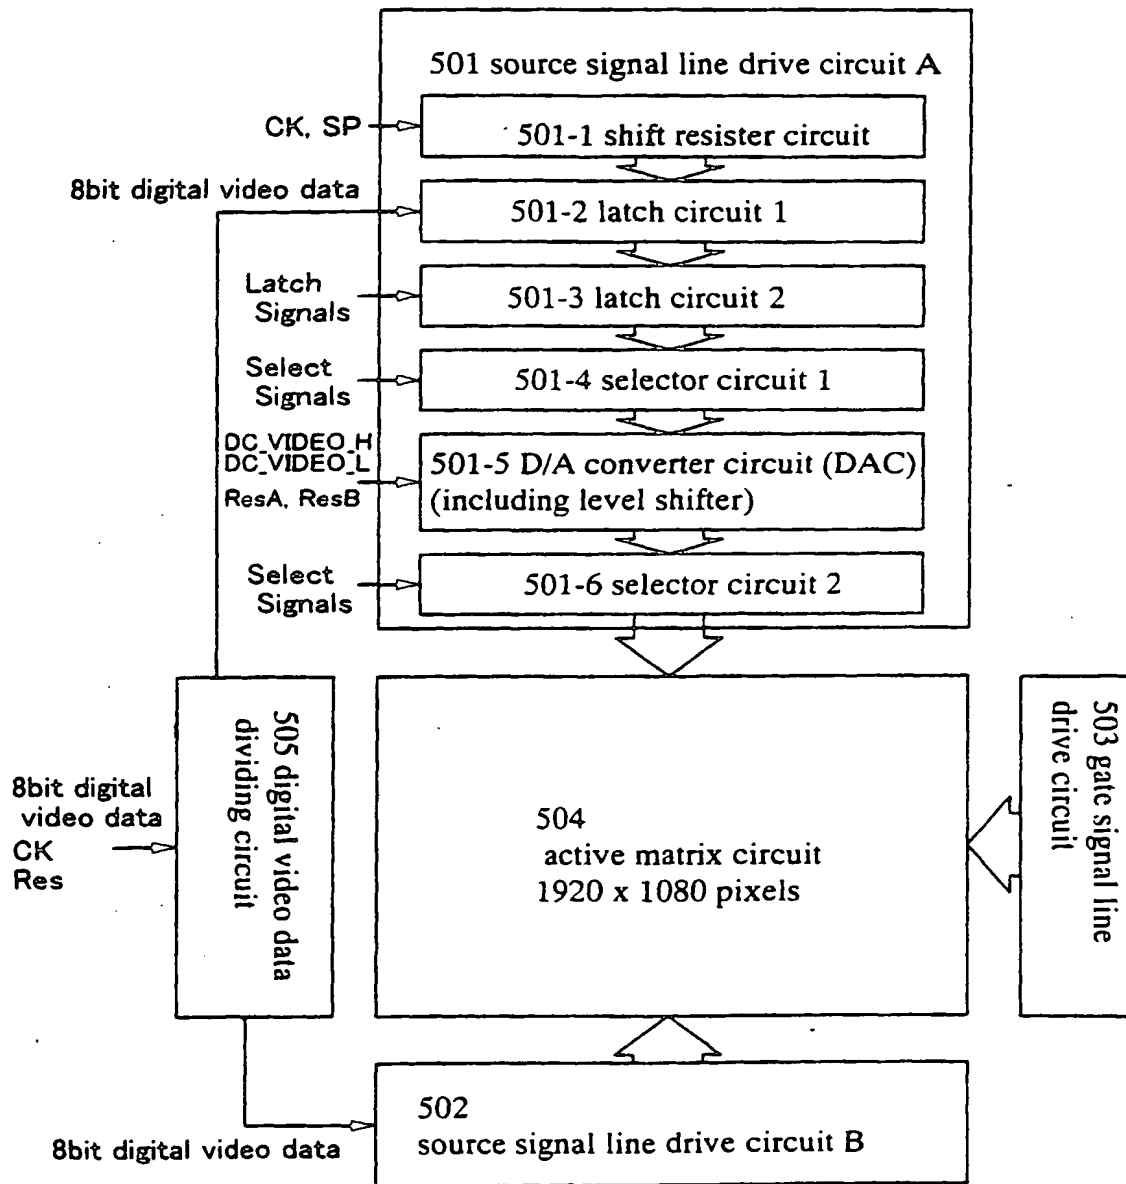 501 source signal line drive circuit A
CK, SP
501-1 shift resister circuit
8bit digital video data
501-2 latch circuit 1
Latch
Signals
501-3 latch circuit 2
Select
Signals
501-4 selector circuit 1
DC_VIDEO_H
DC_VIDEO_L
ResA, ResB
501-5 D/A converter circuit (DAC)
(including level shifter)
Select
Signals
501-6 selector circuit 2
505 digital video data
dividing circuit
8bit digital
video data
CK
Res
504
active matrix circuit
1920 x 1080 pixels
503 gate signal line
drive circuit
502
source signal line drive circuit B
8bit digital video data